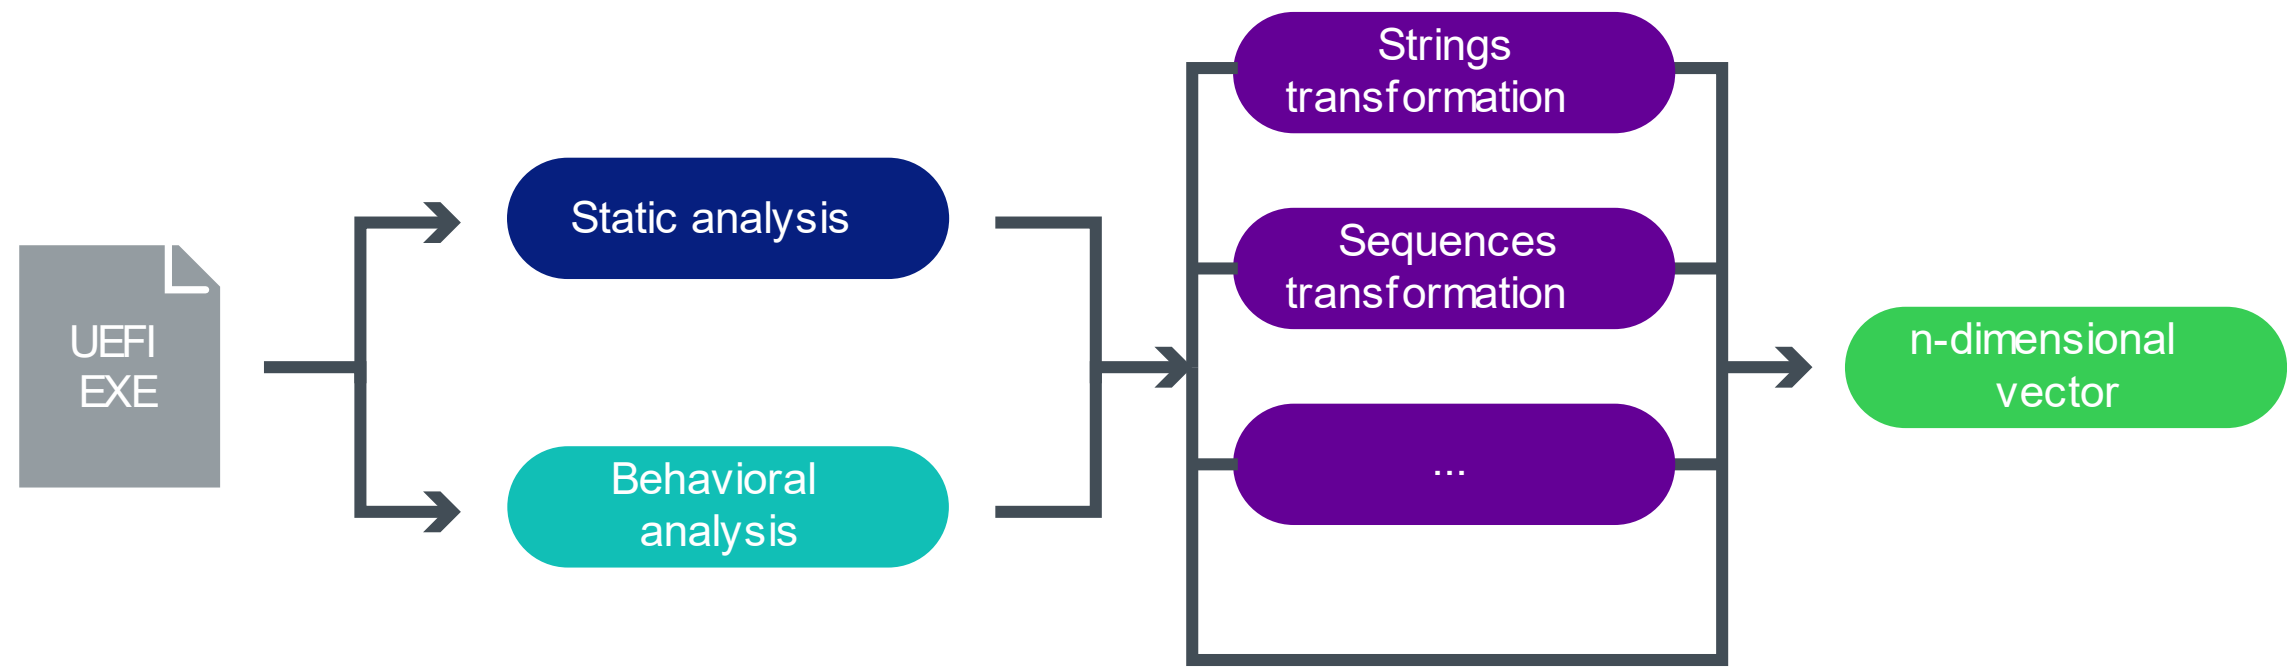 UEFI
EXE
Static analysis
Behavioral
analysis
Strings
transformation
Sequences
transformation
...
n-dimensional
vector